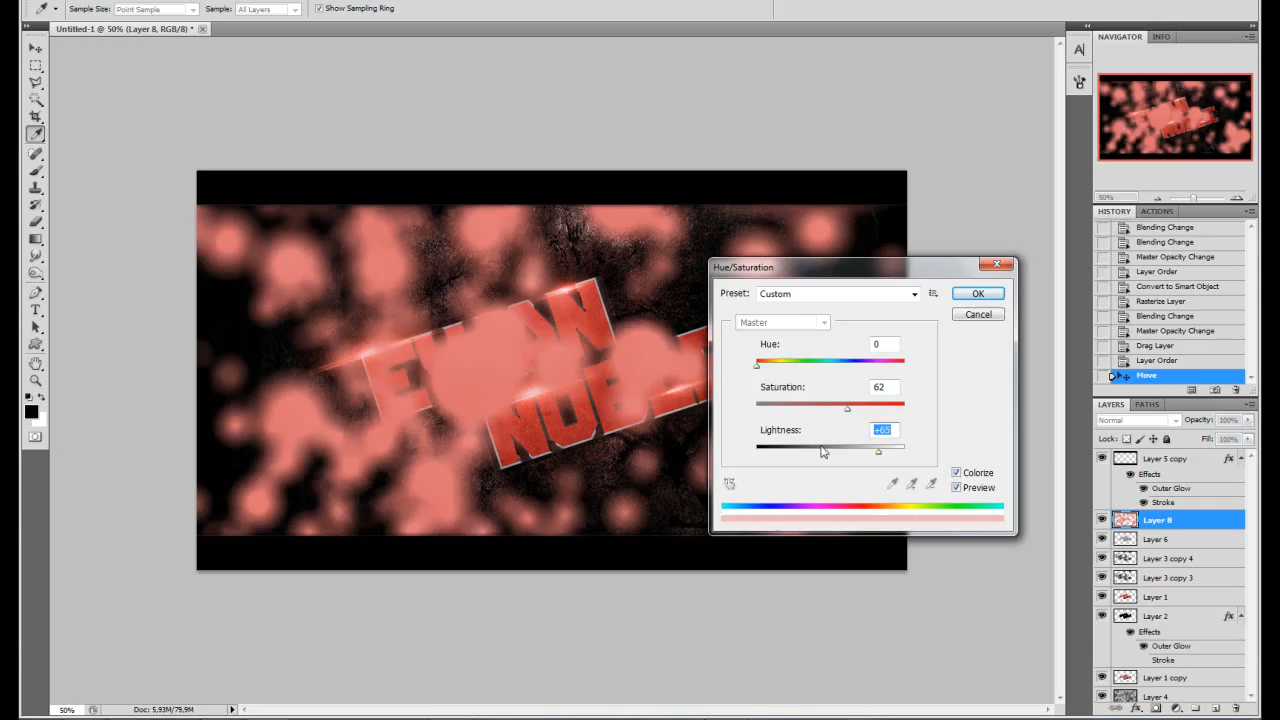 Sample Size: Point Sample Sample: All Layers Show Sampling Ring
Untitled-1 @ 50% (Layer 8, RGB/8) *
NAVIGATOR INFO
50%
HISTORY ACTIONS
Blending Change
Blending Change
Master Opacity Change
Layer Order
Convert to Smart Object
Rasterize Layer
Blending Change
Master Opacity Change
Drag Layer
Layer Order
Move
LAYERS PATHS
Normal Opacity: 100%
Lock: Fill: 100%
Layer 5 copy fx
Effects
Outer Glow
Stroke
Layer 8
Layer 6
Layer 3 copy 4
Layer 3 copy 3
Layer 1
Layer 2 fx
Effects
Outer Glow
Stroke
Layer 1 copy
Layer 4
Hue/Saturation
Preset: Custom OK
Cancel
Master
Hue: 0
Saturation: 62
Lightness: +65
Colorize
Preview
50% Doc: 5,93M/79,9M